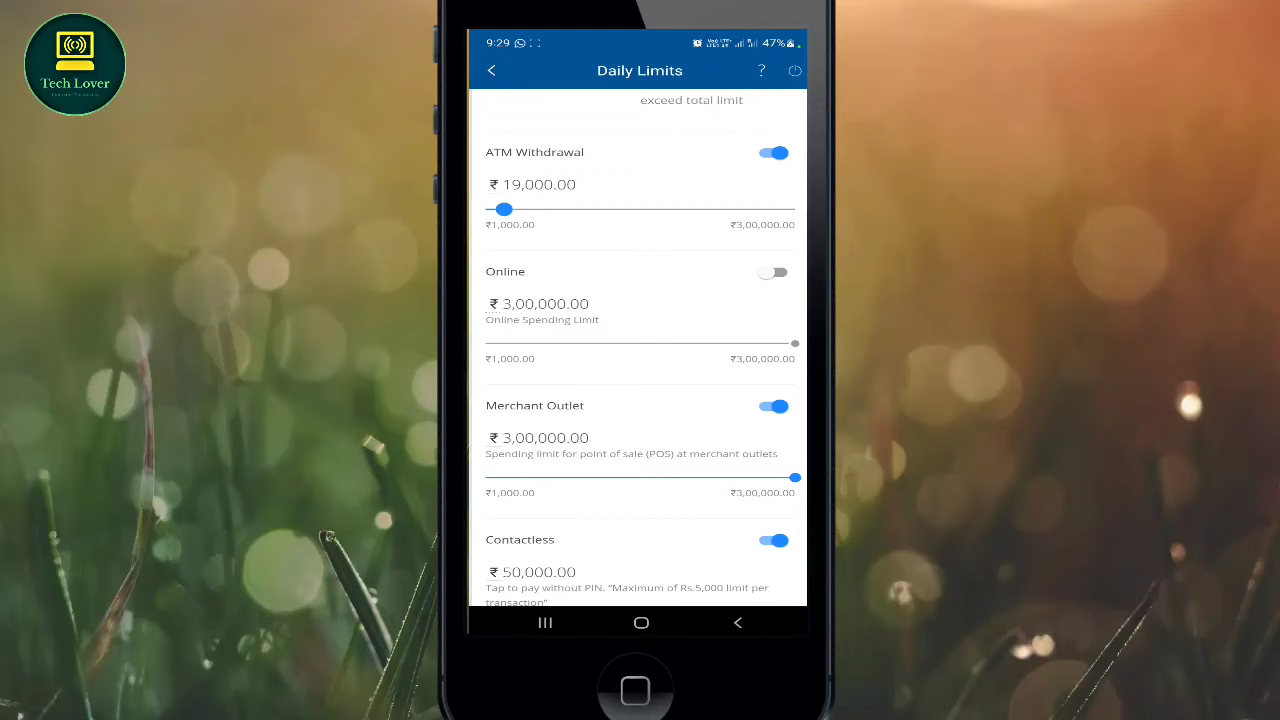 Tech Lover
9:29
47%
Daily Limits
?
exceed total limit
ATM Withdrawal
₹ 19,000.00
₹1,000.00
₹3,00,000.00
Online
₹ 3,00,000.00
Online Spending Limit
₹1,000.00
₹3,00,000.00
Merchant Outlet
₹ 3,00,000.00
Spending limit for point of sale (POS) at merchant outlets
₹1,000.00
₹3,00,000.00
Contactless
₹ 50,000.00
Tap to pay without PIN. "Maximum of Rs.5,000 limit per
transaction"